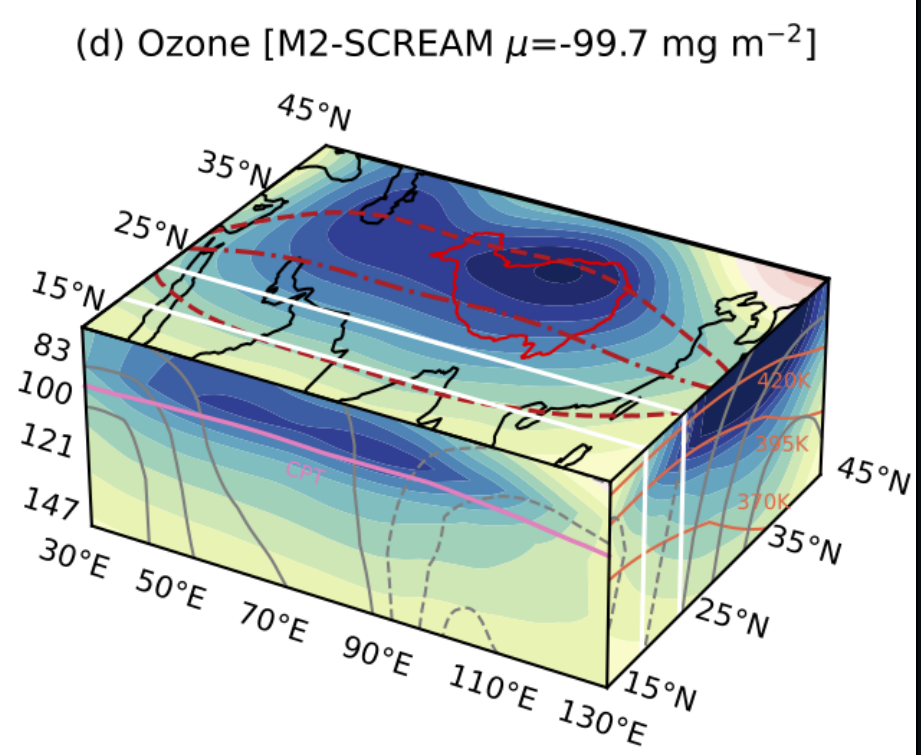 (d) Ozone [M2-SCREAM μ=-99.7 mg m⁻²]
45°N
35°N
25°N
15°N
83
100
121
147
CPT
420K
395K
370K
45°N
35°N
25°N
15°N
30°E
50°E
70°E
90°E
110°E
130°E